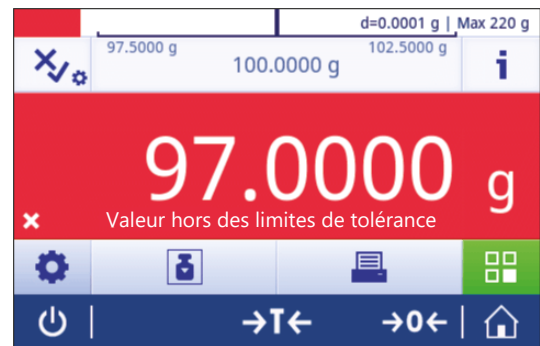 d=0.0001 g | Max 220 g
97.5000 g
100.0000 g
102.5000 g
i
97.0000 g
Valeur hors des limites de tolérance
→T← →0←